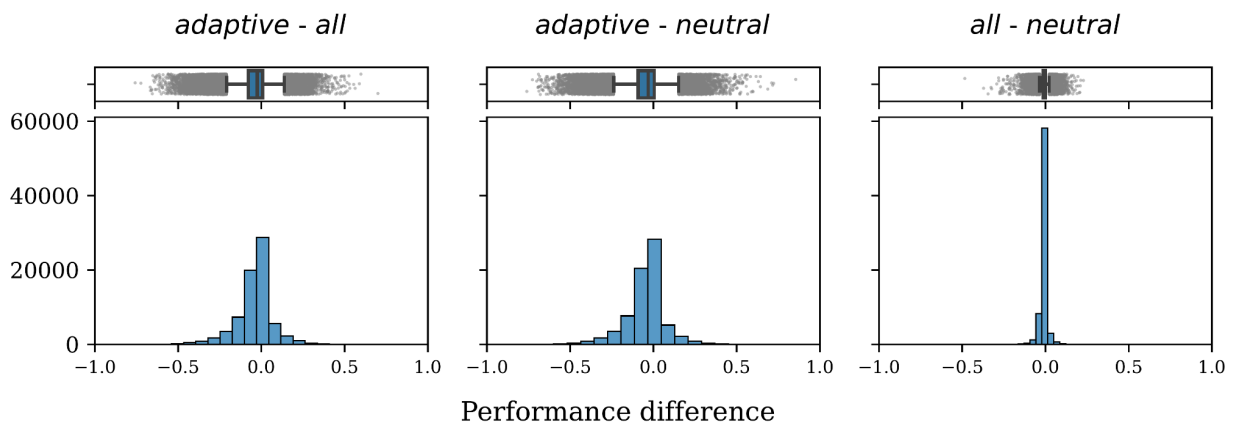 adaptive - all
adaptive - neutral
all - neutral
60000
40000
20000
0
−1.0 −0.5 0.0 0.5 1.0
−1.0 −0.5 0.0 0.5 1.0
−1.0 −0.5 0.0 0.5 1.0
Performance difference